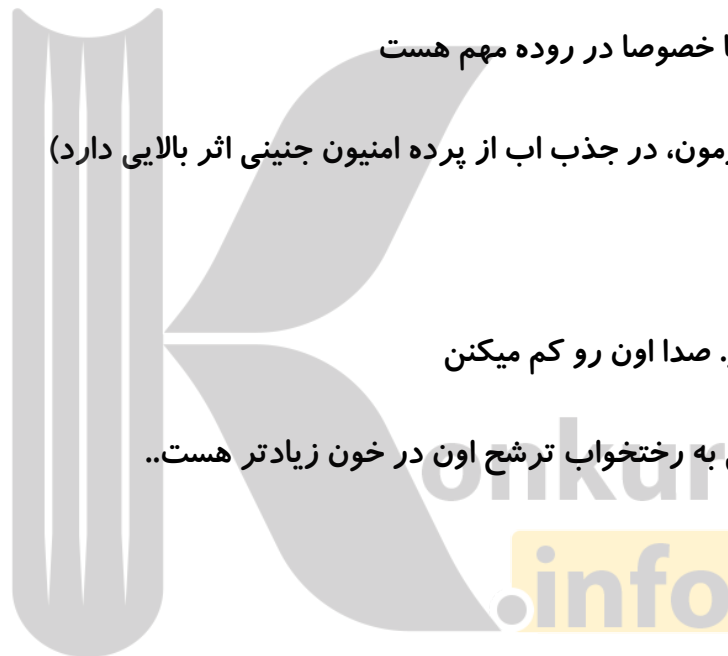 ا خصوصا در روده مهم هست
رمون، در جذب اب از پرده امنیون جنینی اثر بالایی دارد)
. صدا اون رو کم میکنن
ن به رختخواب ترشح اون در خون زیادتر هست..
onkur
.info